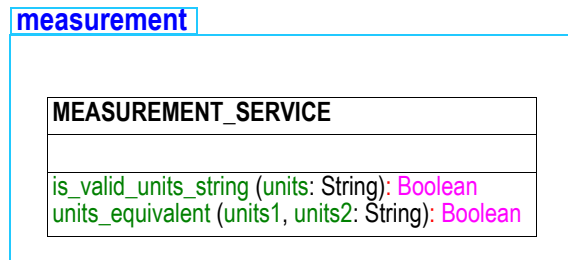 measurement
MEASUREMENT_SERVICE
is_valid_units_string (units: String): Boolean
units_equivalent (units1, units2: String): Boolean